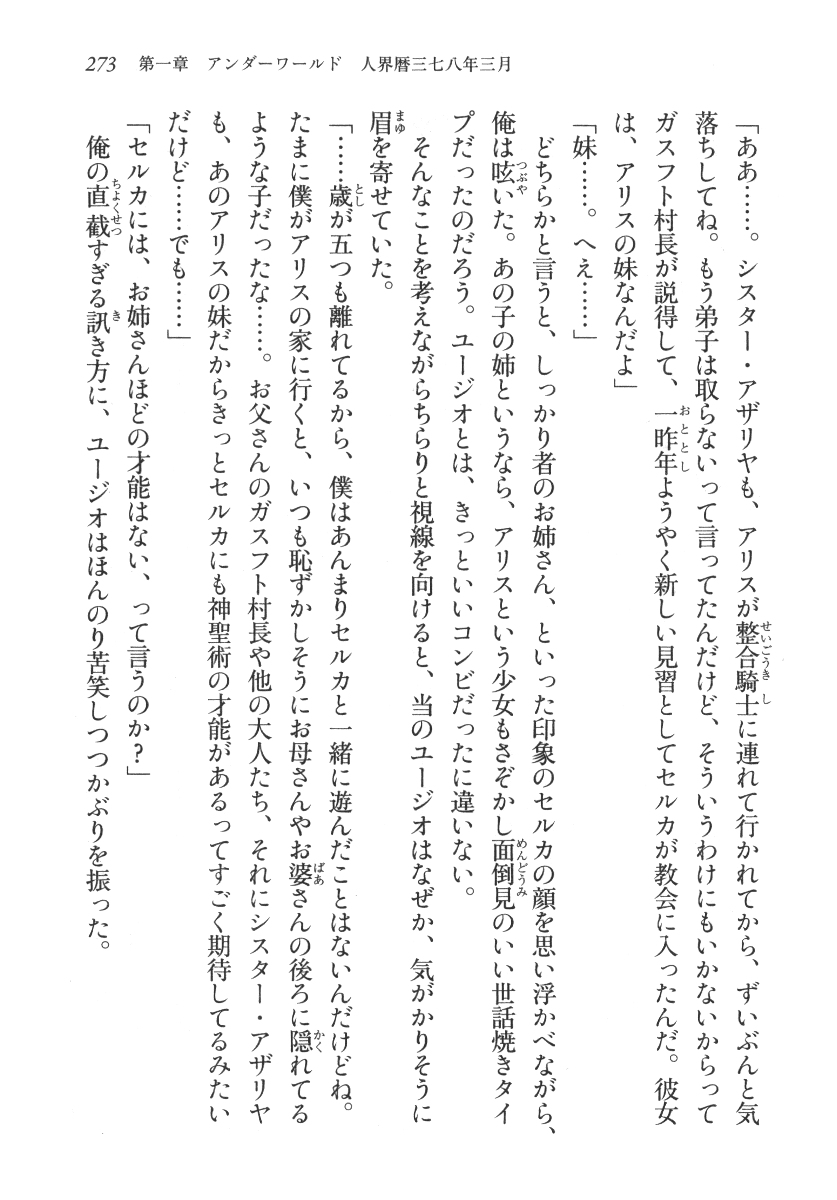 273　第一章　アンダーワールド　人界暦三七八年三月
「ああ……。シスター・アザリヤも、アリスが整合騎士に連れて行かれてから、ずいぶんと気
落ちしてね。もう弟子は取らないって言ってたんだけど、そういうわけにもいかないからって
ガスフト村長が説得して、一昨年ようやく新しい見習としてセルカが教会に入ったんだ。彼女
は、アリスの妹なんだよ」
「妹……。へえ……」
　どちらかと言うと、しっかり者のお姉さん、といった印象のセルカの顔を思い浮かべながら、
俺は呟いた。あの子の姉というなら、アリスという少女もさぞかし面倒見のいい世話焼きタイ
プだったのだろう。ユージオとは、きっといいコンビだったに違いない。
　そんなことを考えながらちらりと視線を向けると、当のユージオはなぜか、気がかりそうに
眉を寄せていた。
「……歳が五つも離れてるから、僕はあんまりセルカと一緒に遊んだことはないんだけどね。
たまに僕がアリスの家に行くと、いつも恥ずかしそうにお母さんやお婆さんの後ろに隠れてる
ような子だったな……。お父さんのガスフト村長や他の大人たち、それにシスター・アザリヤ
も、あのアリスの妹だからきっとセルカにも神聖術の才能があるってすごく期待してるみたい
だけど……でも……」
「セルカには、お姉さんほどの才能はない、って言うのか？」
　俺の直截すぎる訊き方に、ユージオはほんのり苦笑しつつかぶりを振った。